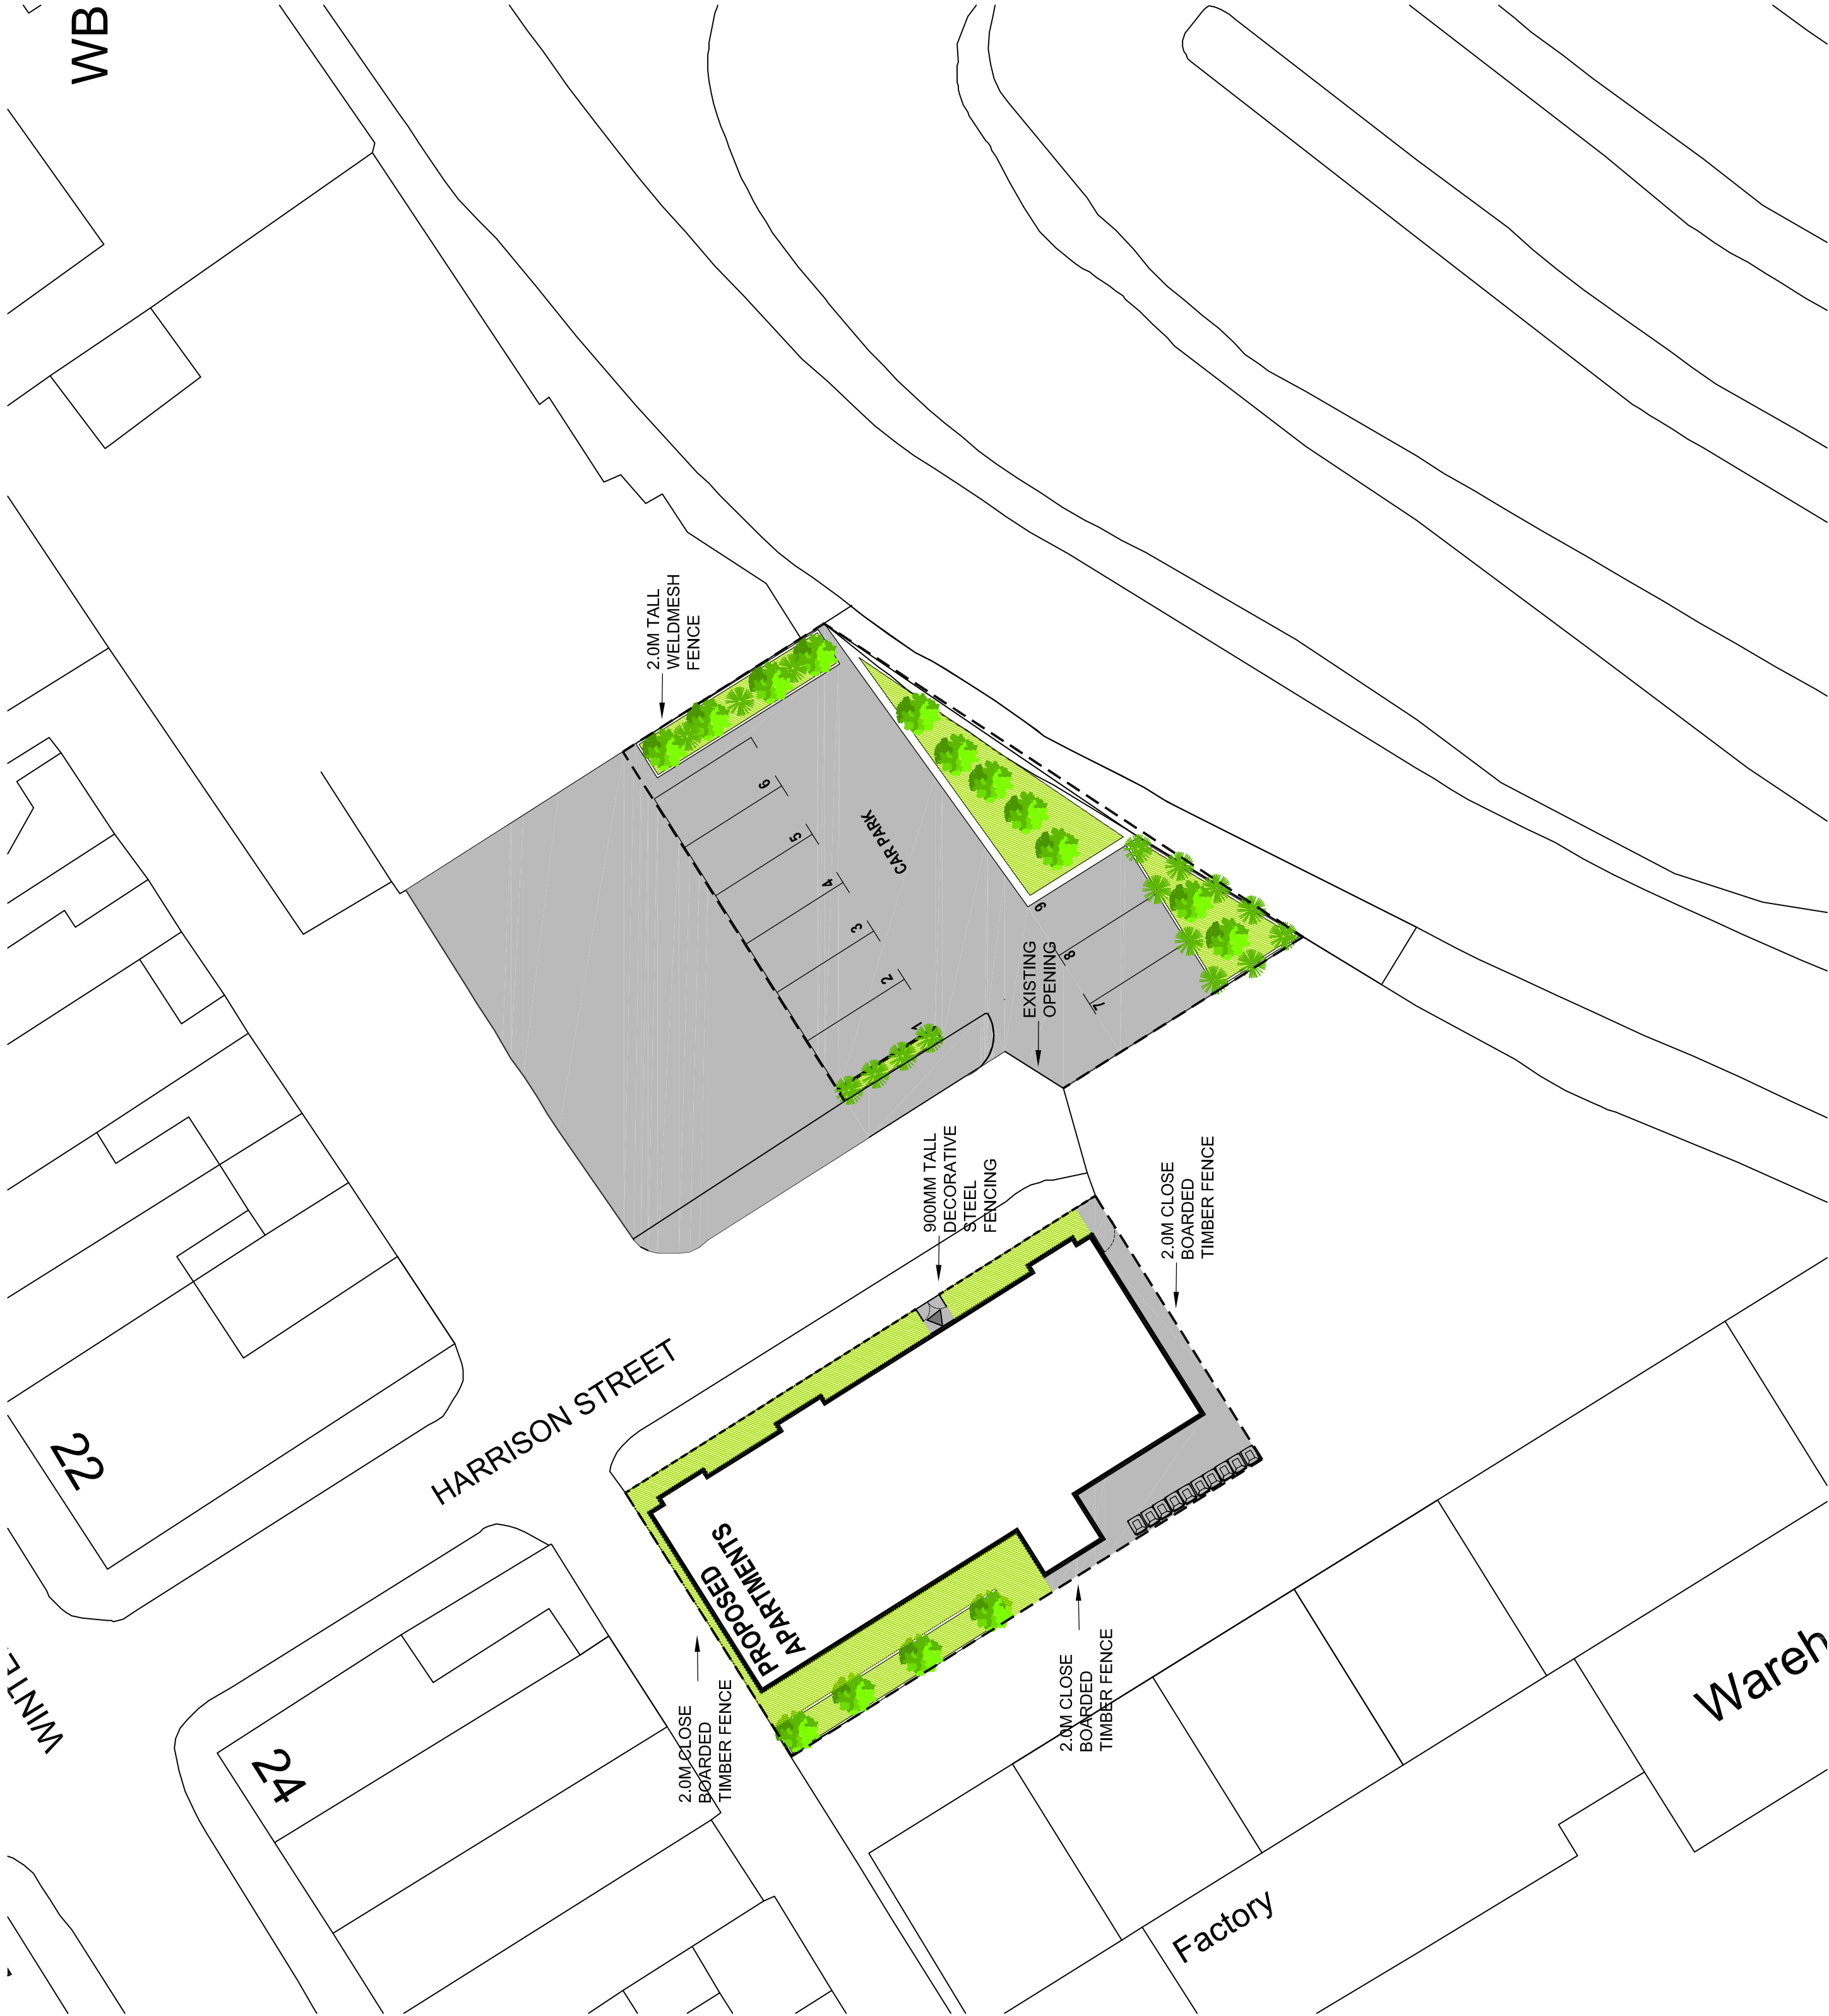 WB
2.0M TALL
WELDMESH
FENCE
6
5
4
3
2
1
CAR PARK
9
8
7
EXISTING
OPENING
900MM TALL
DECORATIVE
STEEL
FENCING
2.0M CLOSE
BOARDED
TIMBER FENCE
HARRISON STREET
22
24
PROPOSED
APARTMENTS
2.0M CLOSE
BOARDED
TIMBER FENCE
2.0M CLOSE
BOARDED
TIMBER FENCE
Factory
Wareh